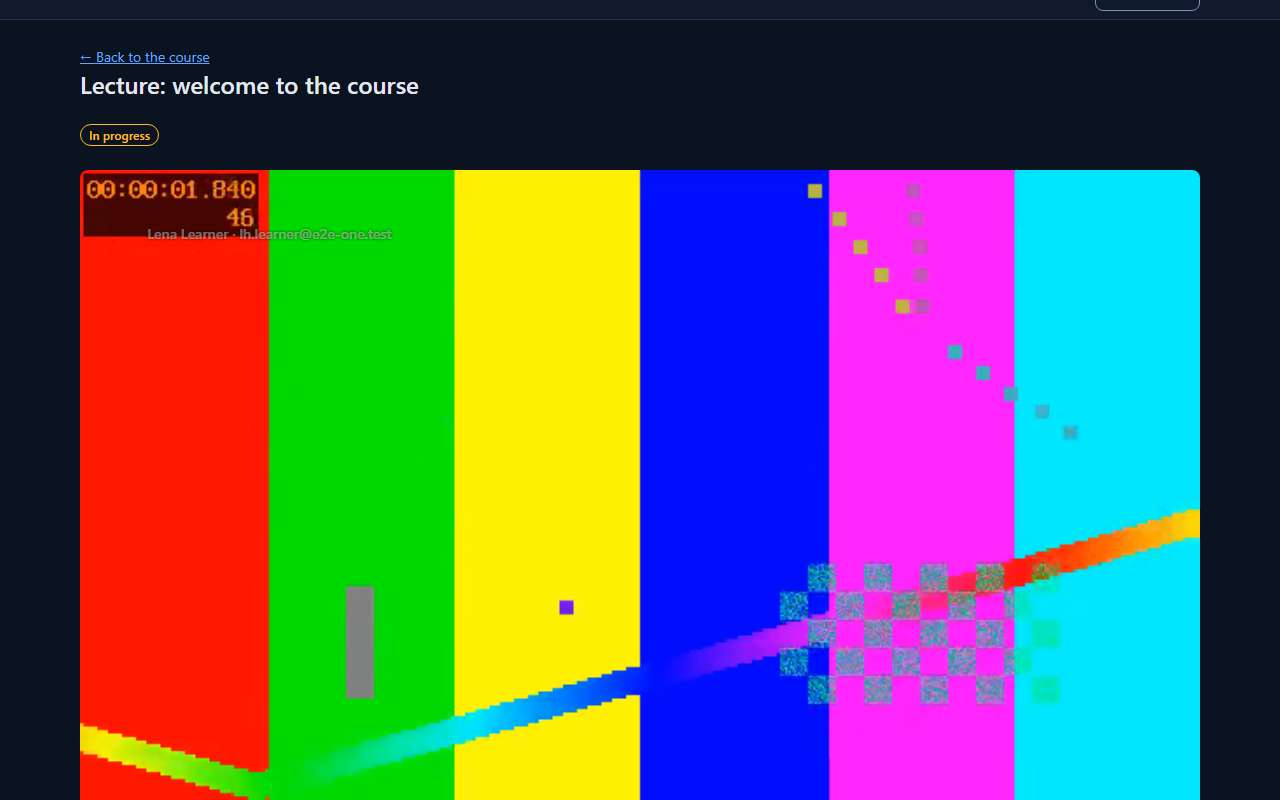 ← Back to the course
Lecture: welcome to the course
In progress
00:00:01.840
46
Lena Learner · lh.learner@e2e-one.test